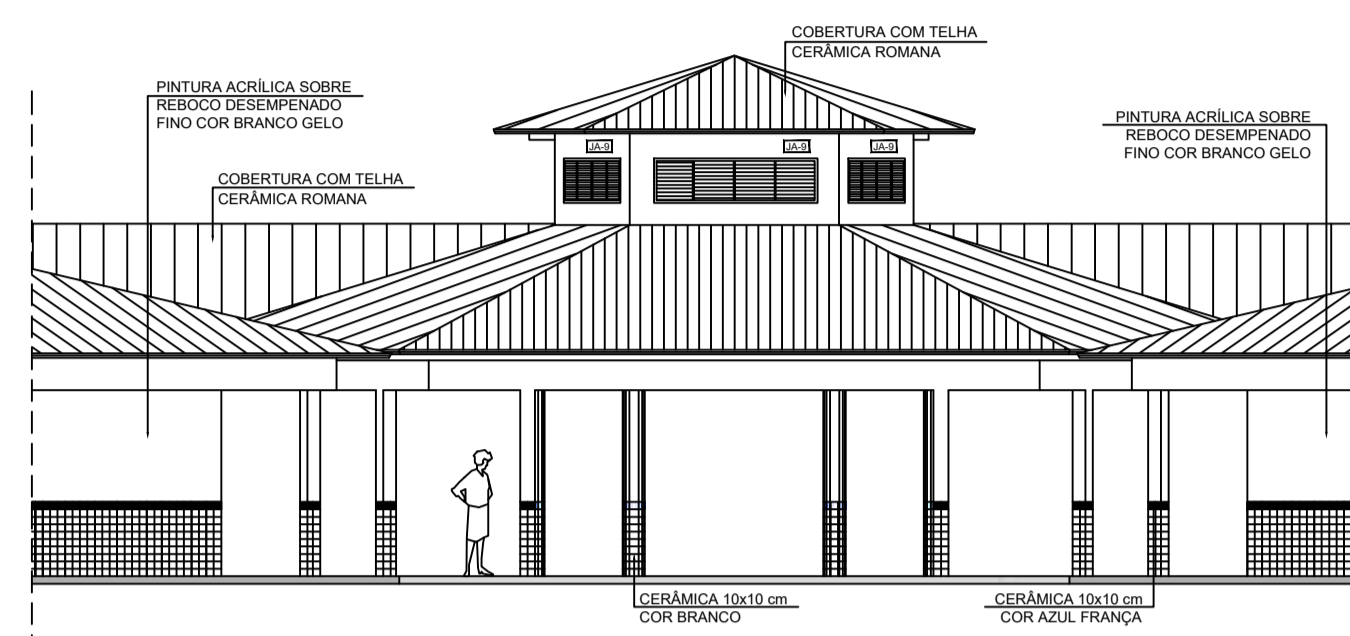 COBERTURA COM TELHA
CERÂMICA ROMANA
PINTURA ACRÍLICA SOBRE
REBOCO DESEMPENADO
FINO COR BRANCO GELO
PINTURA ACRÍLICA SOBRE
REBOCO DESEMPENADO
FINO COR BRANCO GELO
JA-9
JA-9
JA-9
COBERTURA COM TELHA
CERÂMICA ROMANA
CERÂMICA 10x10 cm
COR BRANCO
CERÂMICA 10x10 cm
COR AZUL FRANÇA